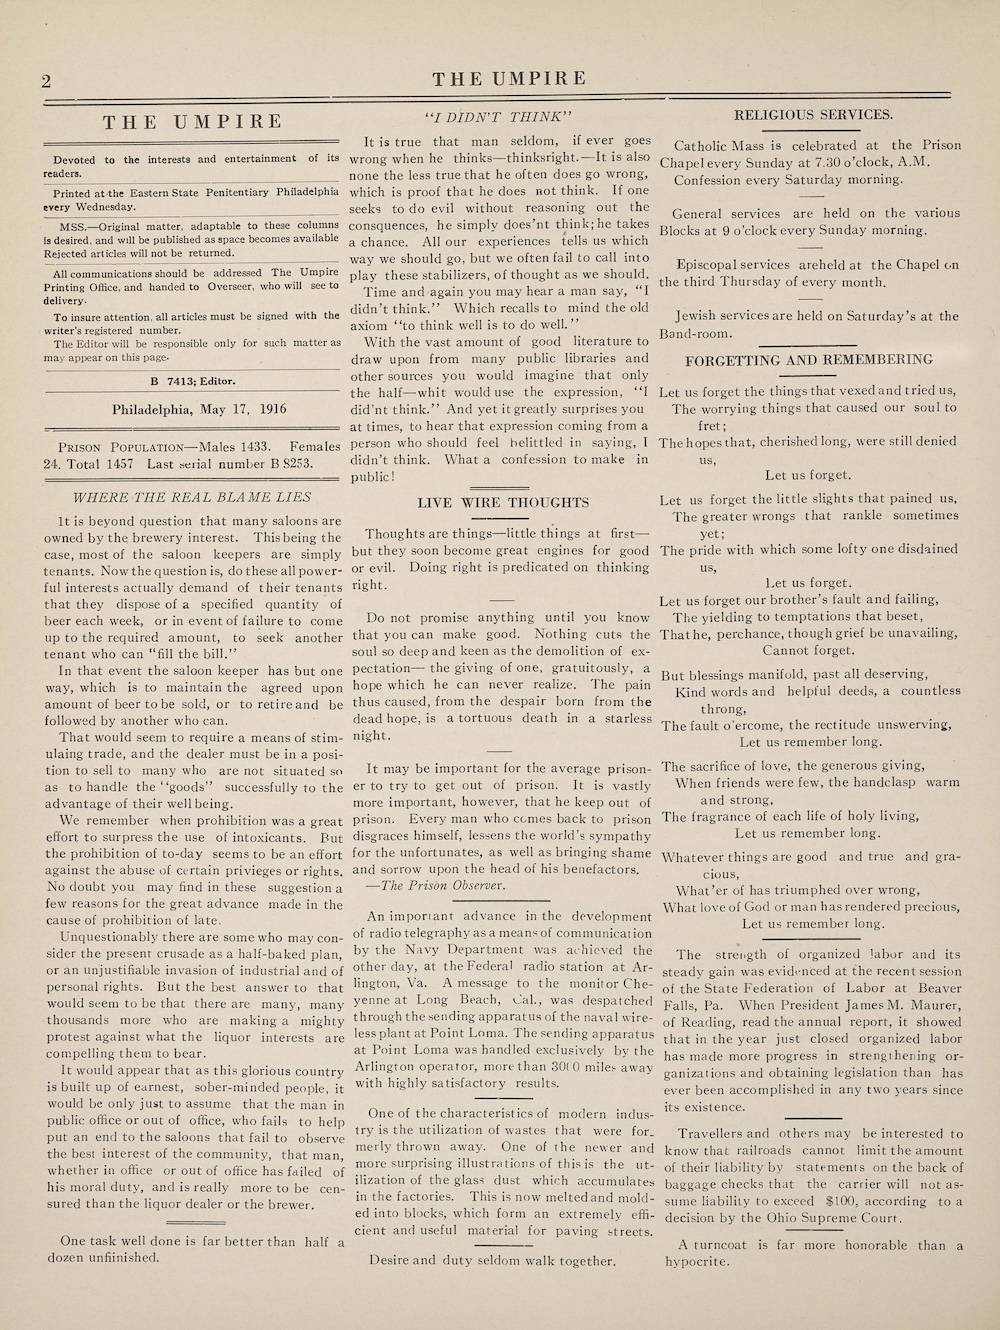 2
THE UMPIRE
THE UMPIRE
Devoted to the interests and entertainment of its
readers.
Printed at the Eastern State Penitentiary Philadelphia
every Wednesday.
MSS.—Original matter, adaptable to these columns
is desired, and will be published as space becomes available
Rejected articles will not be returned.
All communications should be addressed The Umpire
Printing Office, and handed to Overseer, who will see to
delivery.
To insure attention, all articles must be signed with the
writer's registered number.
The Editor will be responsible only for such matter as
may appear on this page.
B 7413; Editor.
Philadelphia, May 17, 1916
PRISON POPULATION—Males 1433. Females
24. Total 1457 Last serial number B 8253.
WHERE THE REAL BLAME LIES
It is beyond question that many saloons are
owned by the brewery interest. This being the
case, most of the saloon keepers are simply
tenants. Now the question is, do these all power-
ful interests actually demand of their tenants
that they dispose of a specified quantity of
beer each week, or in event of failure to come
up to the required amount, to seek another
tenant who can "fill the bill."
In that event the saloon keeper has but one
way, which is to maintain the agreed upon
amount of beer to be sold, or to retire and be
followed by another who can.
That would seem to require a means of stim-
ulaing trade, and the dealer must be in a posi-
tion to sell to many who are not situated so
as to handle the "goods" successfully to the
advantage of their well being.
We remember when prohibition was a great
effort to surpress the use of intoxicants. But
the prohibition of to-day seems to be an effort
against the abuse of certain privieges or rights.
No doubt you may find in these suggestion a
few reasons for the great advance made in the
cause of prohibition of late.
Unquestionably there are some who may con-
sider the present crusade as a half-baked plan,
or an unjustifiable invasion of industrial and of
personal rights. But the best answer to that
would seem to be that there are many, many
thousands more who are making a mighty
protest against what the liquor interests are
compelling them to bear.
It would appear that as this glorious country
is built up of earnest, sober-minded people, it
would be only just to assume that the man in
public office or out of office, who fails to help
put an end to the saloons that fail to observe
the best interest of the community, that man,
whether in office or out of office has failed of
his moral duty, and is really more to be cen-
sured than the liquor dealer or the brewer.
One task well done is far better than half a
dozen unfiinished.
"I DIDN'T THINK"
It is true that man seldom, if ever goes
wrong when he thinks—thinksright.—It is also
none the less true that he often does go wrong,
which is proof that he does not think. If one
seeks to do evil without reasoning out the
consquences, he simply does'nt think; he takes
a chance. All our experiences tells us which
way we should go, but we often fail to call into
play these stabilizers, of thought as we should.
Time and again you may hear a man say, "I
didn't think." Which recalls to mind the old
axiom "to think well is to do well."
With the vast amount of good literature to
draw upon from many public libraries and
other sources you would imagine that only
the half—whit would use the expression, "I
did'nt think." And yet it greatly surprises you
at times, to hear that expression coming from a
person who should feel belittled in saying, I
didn't think. What a confession to make in
public!
LIVE WIRE THOUGHTS
Thoughts are things—little things at first—
but they soon become great engines for good
or evil. Doing right is predicated on thinking
right.
Do not promise anything until you know
that you can make good. Nothing cuts the
soul so deep and keen as the demolition of ex-
pectation— the giving of one, gratuitously, a
hope which he can never realize. The pain
thus caused, from the despair born from the
dead hope, is a tortuous death in a starless
night.
It may be important for the average prison-
er to try to get out of prison. It is vastly
more important, however, that he keep out of
prison. Every man who comes back to prison
disgraces himself, lessens the world's sympathy
for the unfortunates, as well as bringing shame
and sorrow upon the head of his benefactors.
—The Prison Observer.
An important advance in the development
of radio telegraphy as a means of communication
by the Navy Department was achieved the
other day, at the Federal radio station at Ar-
lington, Va. A message to the monitor Che-
yenne at Long Beach, Cal., was despatched
through the sending apparatus of the naval wire-
less plant at Point Loma. The sending apparatus
at Point Loma was handled exclusively by the
Arlington operator, more than 3000 miles away
with highly satisfactory results.
One of the characteristics of modern indus-
try is the utilization of wastes that were for-
merly thrown away. One of the newer and
more surprising illustrations of this is the ut-
ilization of the glass dust which accumulates
in the factories. This is now melted and mold-
ed into blocks, which form an extremely effi-
cient and useful material for paving streets.
Desire and duty seldom walk together.
RELIGIOUS SERVICES.
Catholic Mass is celebrated at the Prison
Chapel every Sunday at 7.30 o'clock, A.M.
Confession every Saturday morning.
General services are held on the various
Blocks at 9 o'clock every Sunday morning.
Episcopal services areheld at the Chapel on
the third Thursday of every month.
Jewish services are held on Saturday's at the
Band-room.
FORGETTING AND REMEMBERING
Let us forget the things that vexed and tried us,
The worrying things that caused our soul to
fret;
The hopes that, cherished long, were still denied
us,
Let us forget.
Let us forget the little slights that pained us,
The greater wrongs that rankle sometimes
yet;
The pride with which some lofty one disdained
us,
Let us forget.
Let us forget our brother's fault and failing,
The yielding to temptations that beset,
That he, perchance, though grief be unavailing,
Cannot forget.
But blessings manifold, past all deserving,
Kind words and helpful deeds, a countless
throng,
The fault o'ercome, the rectitude unswerving,
Let us remember long.
The sacrifice of love, the generous giving,
When friends were few, the handclasp warm
and strong,
The fragrance of each life of holy living,
Let us remember long.
Whatever things are good and true and gra-
cious,
What'er of has triumphed over wrong,
What love of God or man has rendered precious,
Let us remember long.
The strength of organized labor and its
steady gain was evidenced at the recent session
of the State Federation of Labor at Beaver
Falls, Pa. When President James M. Maurer,
of Reading, read the annual report, it showed
that in the year just closed organized labor
has made more progress in strengthening or-
ganizations and obtaining legislation than has
ever been accomplished in any two years since
its existence.
Travellers and others may be interested to
know that railroads cannot limit the amount
of their liability by statements on the back of
baggage checks that the carrier will not as-
sume liability to exceed $100, according to a
decision by the Ohio Supreme Court.
A turncoat is far more honorable than a
hypocrite.